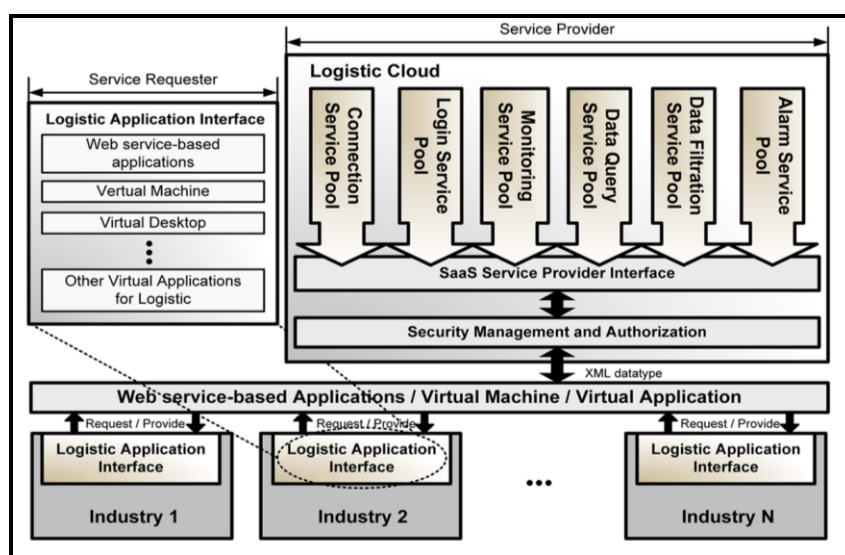 Service Provider
Service Requester
Logistic Cloud
Logistic Application Interface
Web service-based
applications
Vertual Machine
Virtual Desktop
Other Virtual Applications
for Logistic
Connection
Service Pool
Login Service
Pool
Monitoring
Service Pool
Data Query
Service Pool
Data Filtration
Service Pool
Alarm Service
Pool
SaaS Service Provider Interface
Security Management and Authorization
XML datatype
Web service-based Applications / Virtual Machine / Virtual Application
Request / Provide
Request / Provide
Request / Provide
Logistic Application
Interface
Logistic Application
Interface
Logistic Application
Interface
Industry 1
Industry 2
...
Industry N